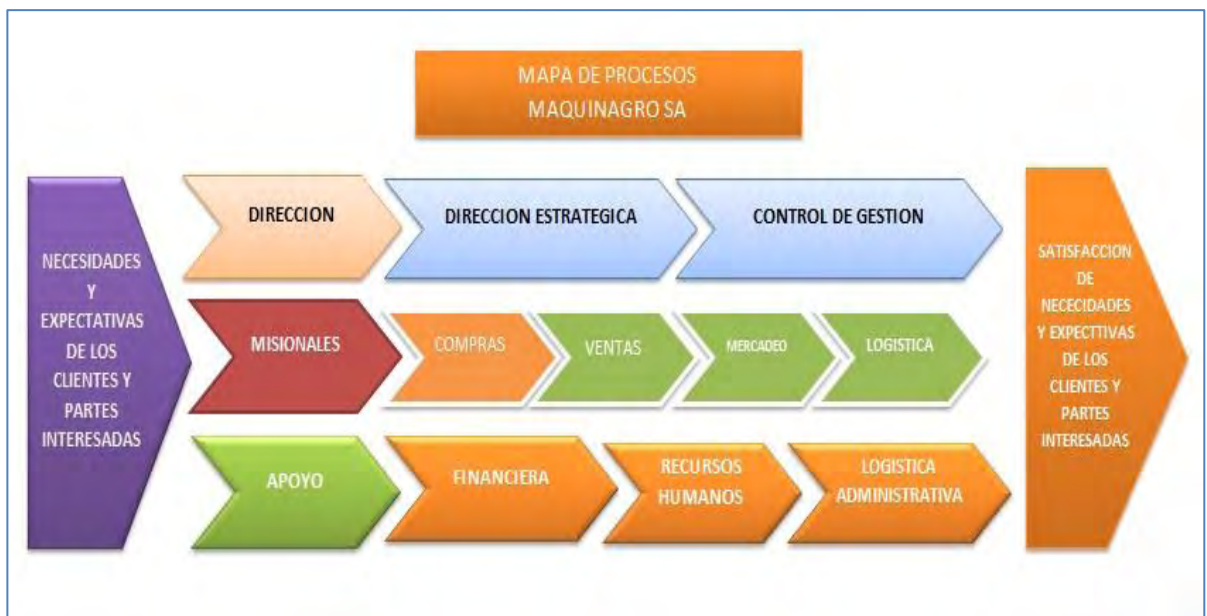 MAPA DE PROCESOS
MAQUINAGRO SA
NECESIDADES
Y
EXPECTATIVAS
DE LOS
CLIENTES Y
PARTES
INTERESADAS
DIRECCION
DIRECCION ESTRATEGICA
CONTROL DE GESTION
MISIONALES
COMPRAS
VENTAS
MERCADEO
LOGISTICA
APOYO
FINANCIERA
RECURSOS
HUMANOS
LOGISTICA
ADMINISTRATIVA
SATISFACCION
DE
NECECIDADES
Y EXPECTTIVAS
DE LOS
CLIENTES Y
PARTES
INTERESADAS